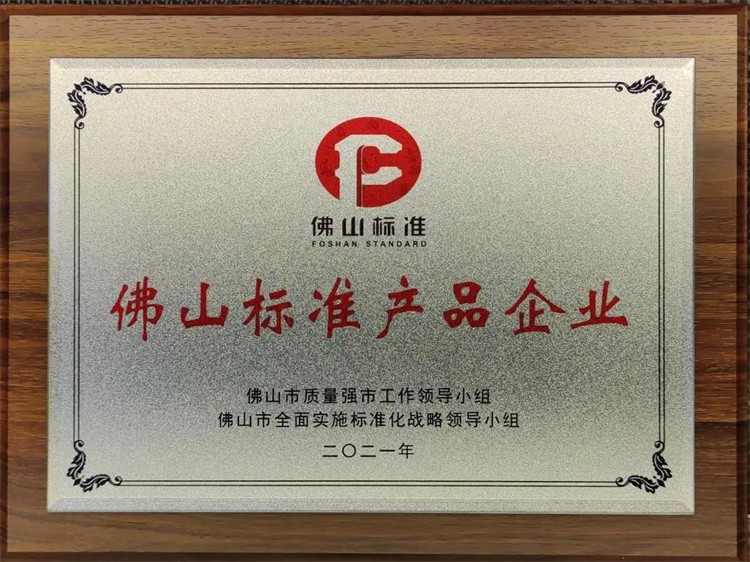 佛山标准
FOSHAN STANDARD
佛山标准产品企业
佛山市质量强市工作领导小组
佛山市全面实施标准化战略领导小组
二〇二一年